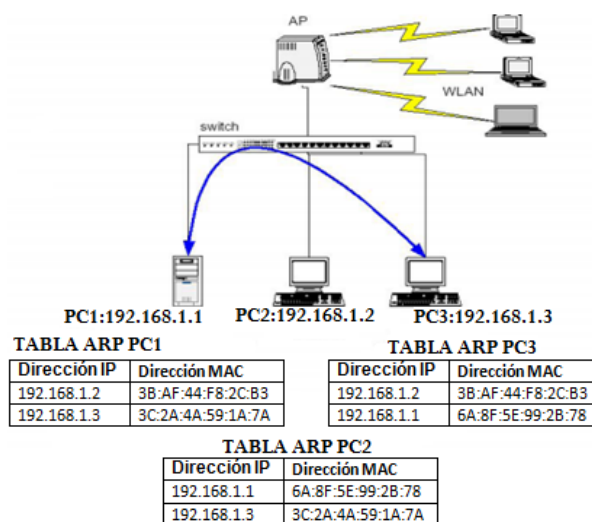 AP
WLAN
switch
PC1:192.168.1.1
PC2:192.168.1.2
PC3:192.168.1.3
TABLA ARP PC1
Dirección IP Dirección MAC
192.168.1.2 3B:AF:44:F8:2C:B3
192.168.1.3 3C:2A:4A:59:1A:7A
TABLA ARP PC3
Dirección IP Dirección MAC
192.168.1.2 3B:AF:44:F8:2C:B3
192.168.1.1 6A:8F:5E:99:2B:78
TABLA ARP PC2
Dirección IP Dirección MAC
192.168.1.1 6A:8F:5E:99:2B:78
192.168.1.3 3C:2A:4A:59:1A:7A